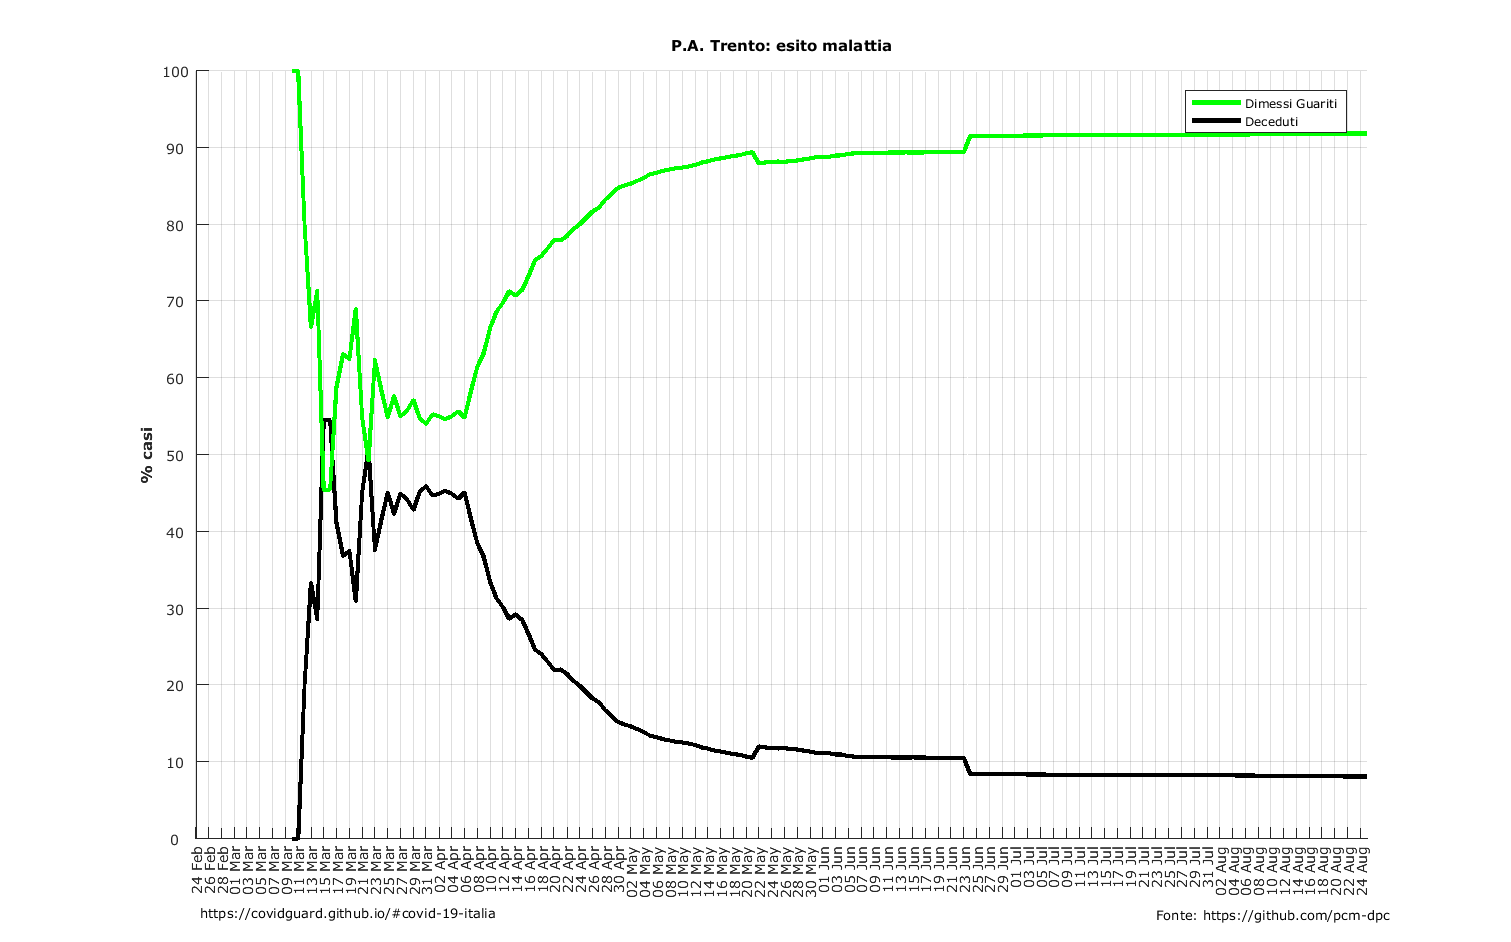 P.A. Trento: esito malattia
Dimessi Guariti
Deceduti
% casi
100
90
80
70
60
50
40
30
20
10
0
24 Feb
26 Feb
28 Feb
01 Mar
03 Mar
05 Mar
07 Mar
09 Mar
11 Mar
13 Mar
15 Mar
17 Mar
19 Mar
21 Mar
23 Mar
25 Mar
27 Mar
29 Mar
31 Mar
02 Apr
04 Apr
06 Apr
08 Apr
10 Apr
12 Apr
14 Apr
16 Apr
18 Apr
20 Apr
22 Apr
24 Apr
26 Apr
28 Apr
30 Apr
02 May
04 May
06 May
08 May
10 May
12 May
14 May
16 May
18 May
20 May
22 May
24 May
26 May
28 May
30 May
01 Jun
03 Jun
05 Jun
07 Jun
09 Jun
11 Jun
13 Jun
15 Jun
17 Jun
19 Jun
21 Jun
23 Jun
25 Jun
27 Jun
29 Jun
01 Jul
03 Jul
05 Jul
07 Jul
09 Jul
11 Jul
13 Jul
15 Jul
17 Jul
19 Jul
21 Jul
23 Jul
25 Jul
27 Jul
29 Jul
31 Jul
02 Aug
04 Aug
06 Aug
08 Aug
10 Aug
12 Aug
14 Aug
16 Aug
18 Aug
20 Aug
22 Aug
24 Aug
https://covidguard.github.io/#covid-19-italia
Fonte: https://github.com/pcm-dpc